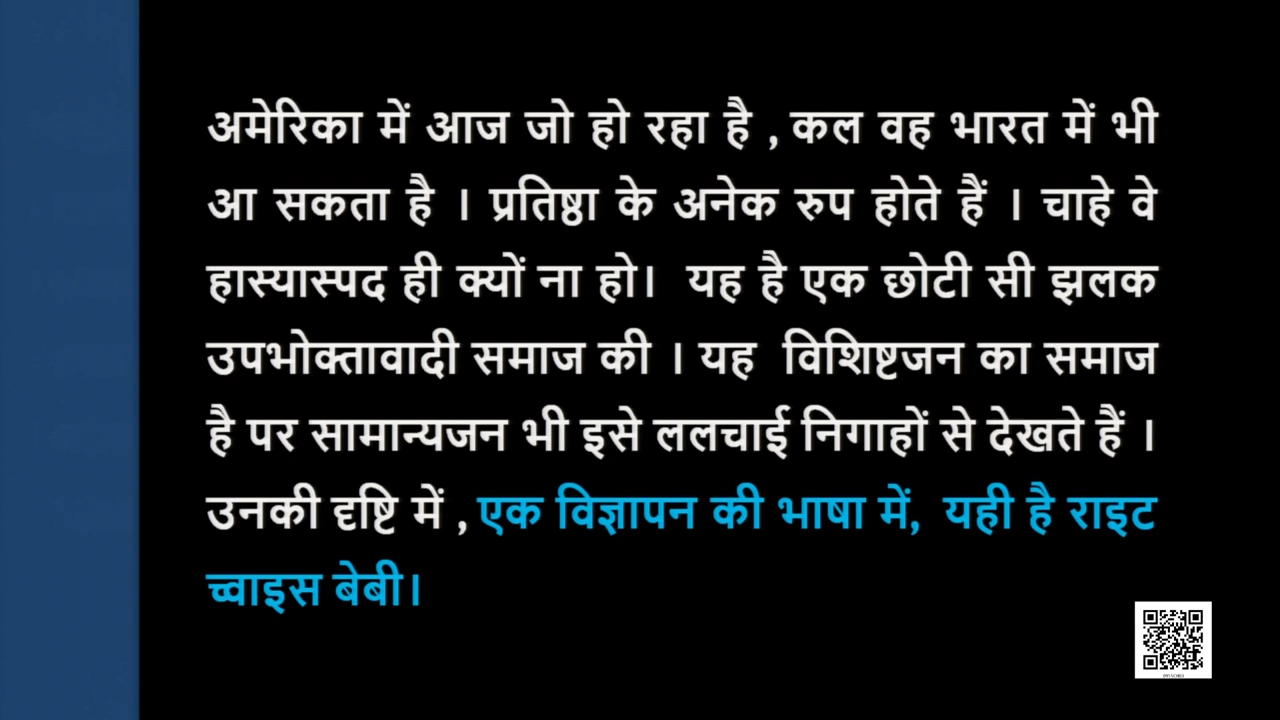 अमेरिका में आज जो हो रहा है , कल वह भारत में भी
आ सकता है । प्रतिष्ठा के अनेक रुप होते हैं । चाहे वे
हास्यास्पद ही क्यों ना हो। यह है एक छोटी सी झलक
उपभोक्तावादी समाज की । यह विशिष्टजन का समाज
है पर सामान्यजन भी इसे ललचाई निगाहों से देखते हैं ।
उनकी दृष्टि में , एक विज्ञापन की भाषा में, यही है राइट
च्वाइस बेबी।